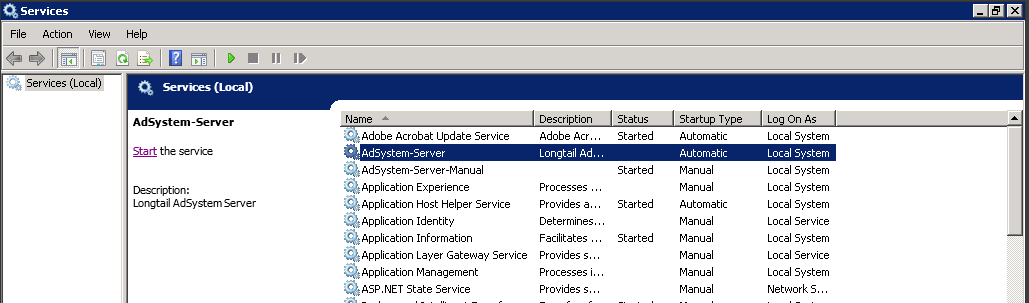 Services
File Action View Help
Services (Local)
Services (Local)
AdSystem-Server
Start the service
Description:
Longtail AdSystem Server
Name Description Status Startup Type Log On As
Adobe Acrobat Update Service Adobe Acr... Started Automatic Local System
AdSystem-Server Longtail Ad... Automatic Local System
AdSystem-Server-Manual Started Manual Local System
Application Experience Processes ... Manual Local System
Application Host Helper Service Provides a... Started Automatic Local System
Application Identity Determines... Manual Local Service
Application Information Facilitates ... Started Manual Local System
Application Layer Gateway Service Provides s... Manual Local Service
Application Management Processes i... Manual Local System
ASP.NET State Service Provides s... Manual Network S...